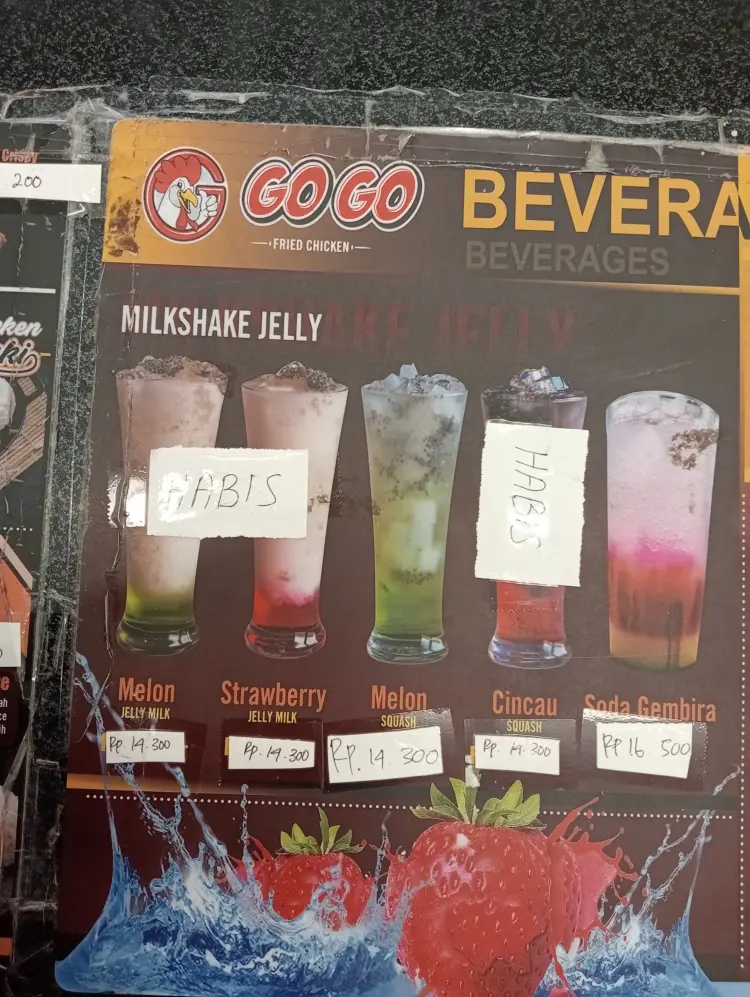 Crispy
200
GO GO
FRIED CHICKEN
BEVERA
BEVERAGES
MILKSHAKE JELLY
HABIS
HABIS
Melon
JELLY MILK
Rp. 14.300
Strawberry
JELLY MILK
Rp. 14.300
Melon
SQUASH
Rp. 14.300
Cincau
SQUASH
Rp. 14.300
Soda Gembira
Rp 16.500